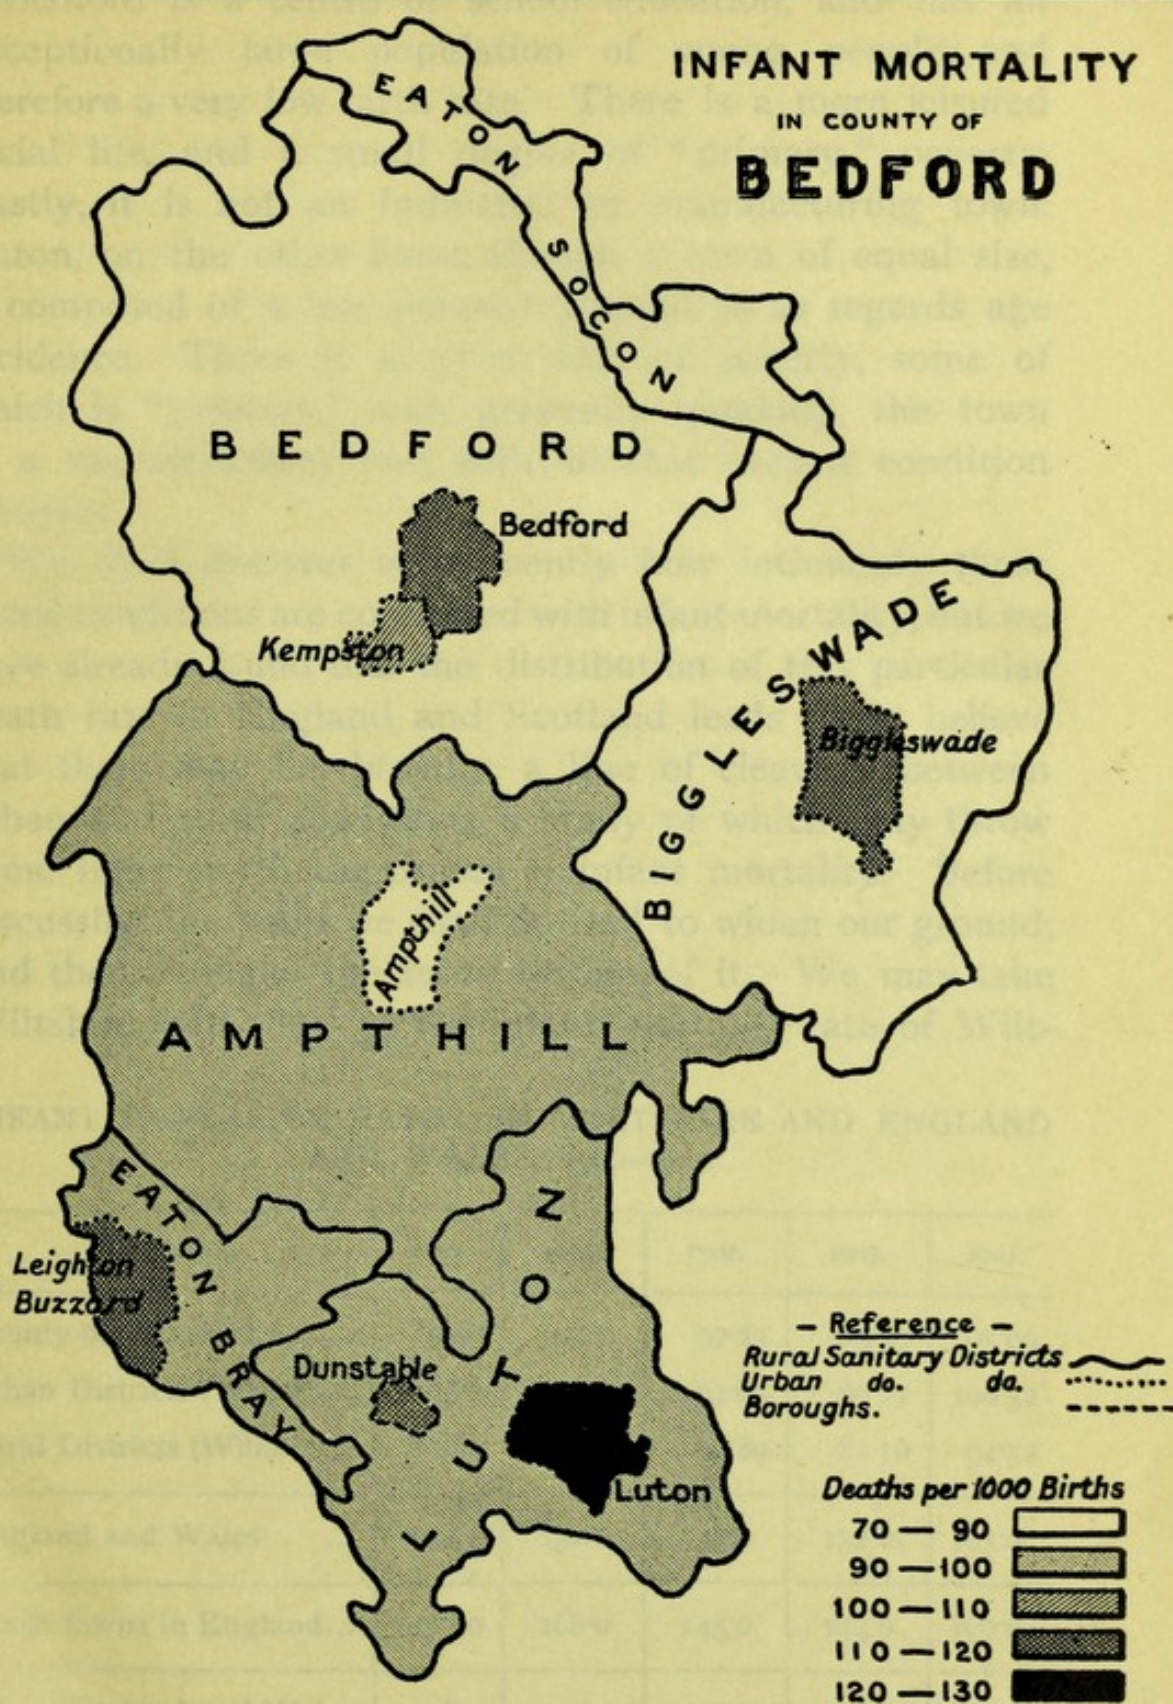 INFANT MORTALITY
IN COUNTY OF
BEDFORD
EATON SOCON
BEDFORD
Bedford
Kempston
BIGGLESWADE
Biggleswade
Ampthill
AMPTHILL
EATON BRAY
Leighton
Buzzard
LUTON
Dunstable
Luton
— Reference —
Rural Sanitary Districts
Urban do. do.
Boroughs.
Deaths per 1000 Births
70 — 90
90 — 100
100 — 110
110 — 120
120 — 130